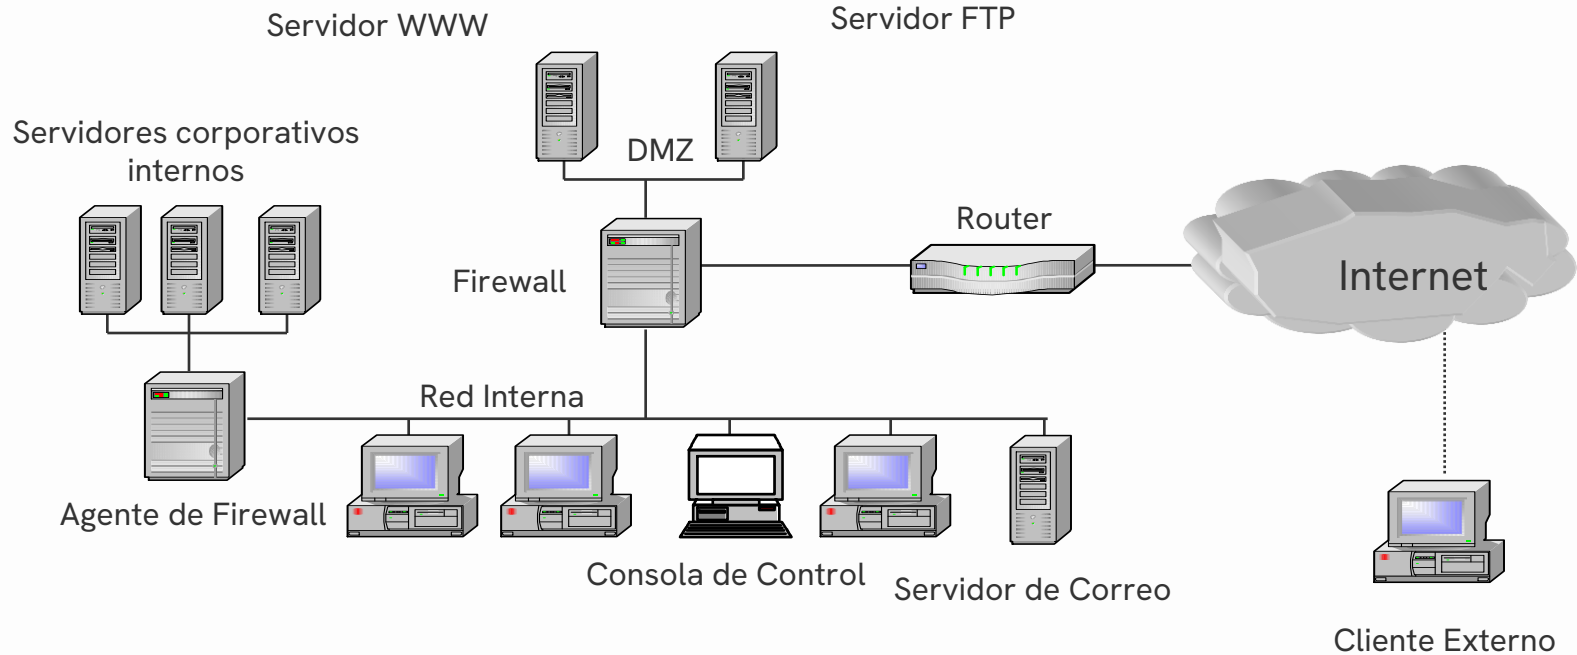 Servidor WWW
Servidor FTP
Servidores corporativos
internos
DMZ
Router
Firewall
Internet
Red Interna
Agente de Firewall
Consola de Control
Servidor de Correo
Cliente Externo